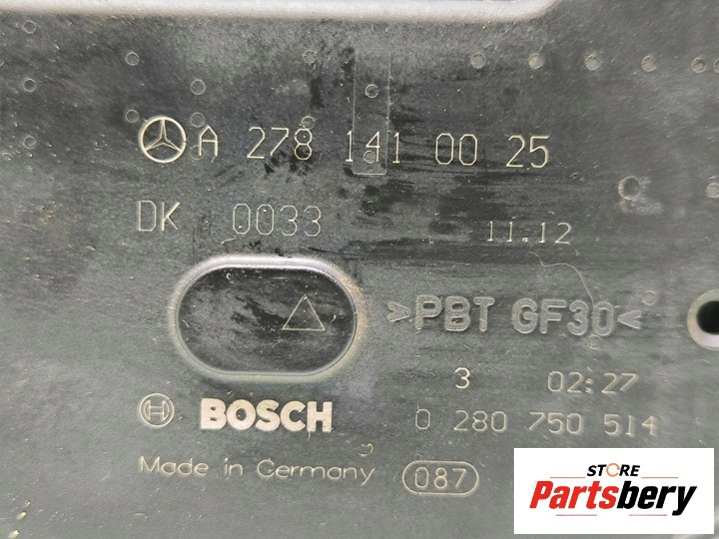 A 278 141 00 25
DK 0033 11.12
>PBT GF30<
3 02:27
BOSCH 0 280 750 514
Made in Germany 087
STORE
Partsbery